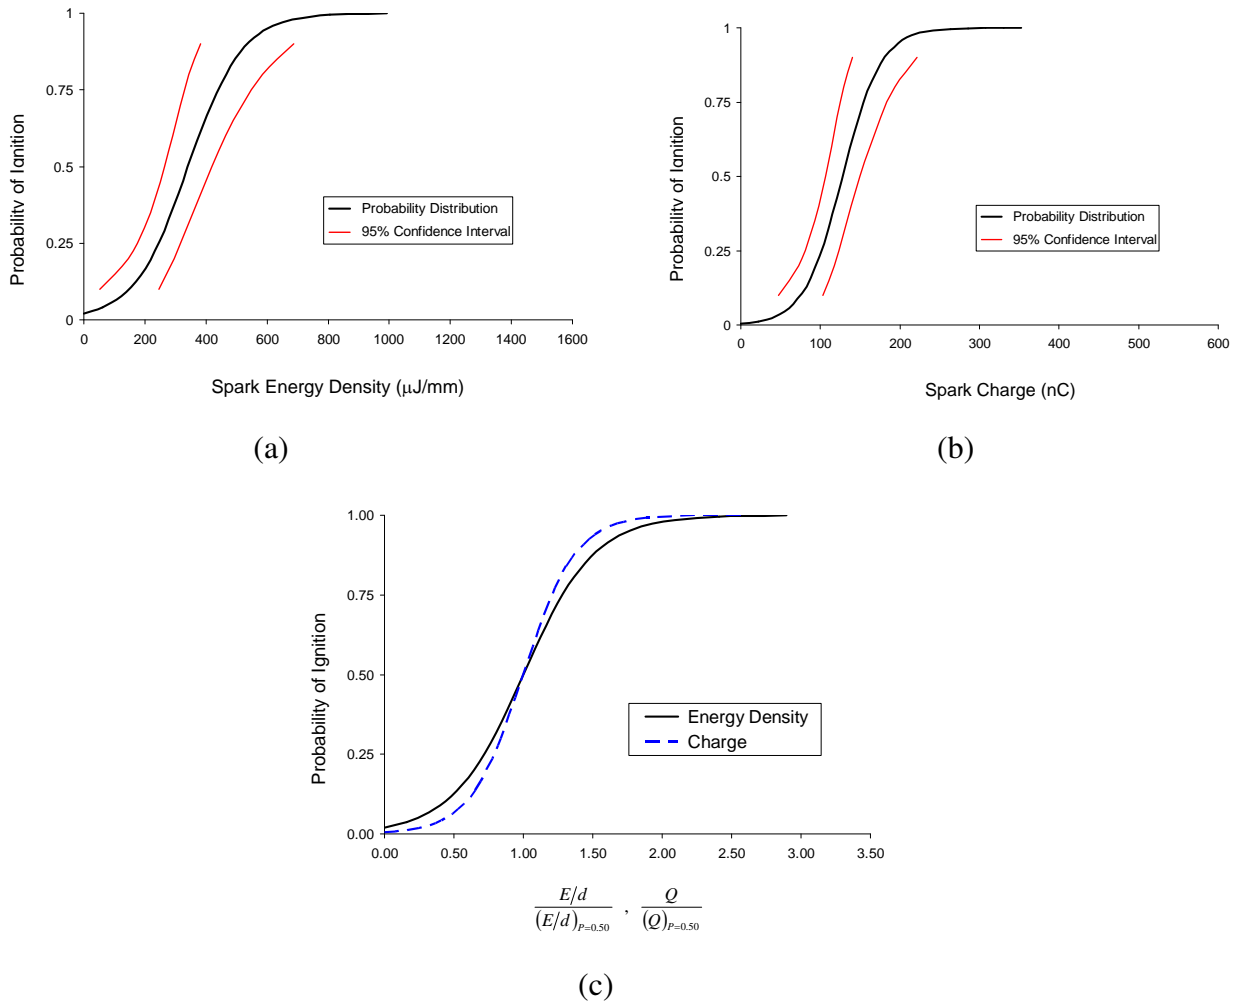 1
0.75
0.5
0.25
0
Probability of Ignition
0 200 400 600 800 1000 1200 1400 1600
Spark Energy Density (μJ/mm)
Probability Distribution
95% Confidence Interval
(a)
1
0.75
0.5
0.25
0
Probability of Ignition
0 100 200 300 400 500 600
Spark Charge (nC)
Probability Distribution
95% Confidence Interval
(b)
1.00
0.75
0.50
0.25
0.00
Probability of Ignition
0.00 0.50 1.00 1.50 2.00 2.50 3.00 3.50
Energy Density
Charge
E/d / (E/d)P=0.50 , Q / (Q)P=0.50
(c)